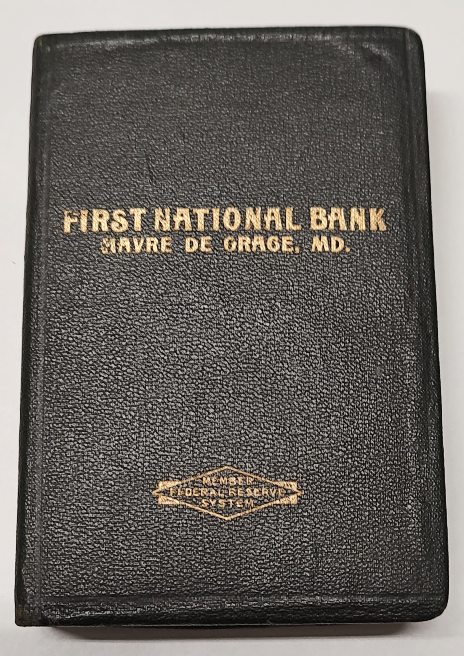 FIRST NATIONAL BANK
HAVRE DE GRACE, MD.
MEMBER
FEDERAL RESERVE
SYSTEM